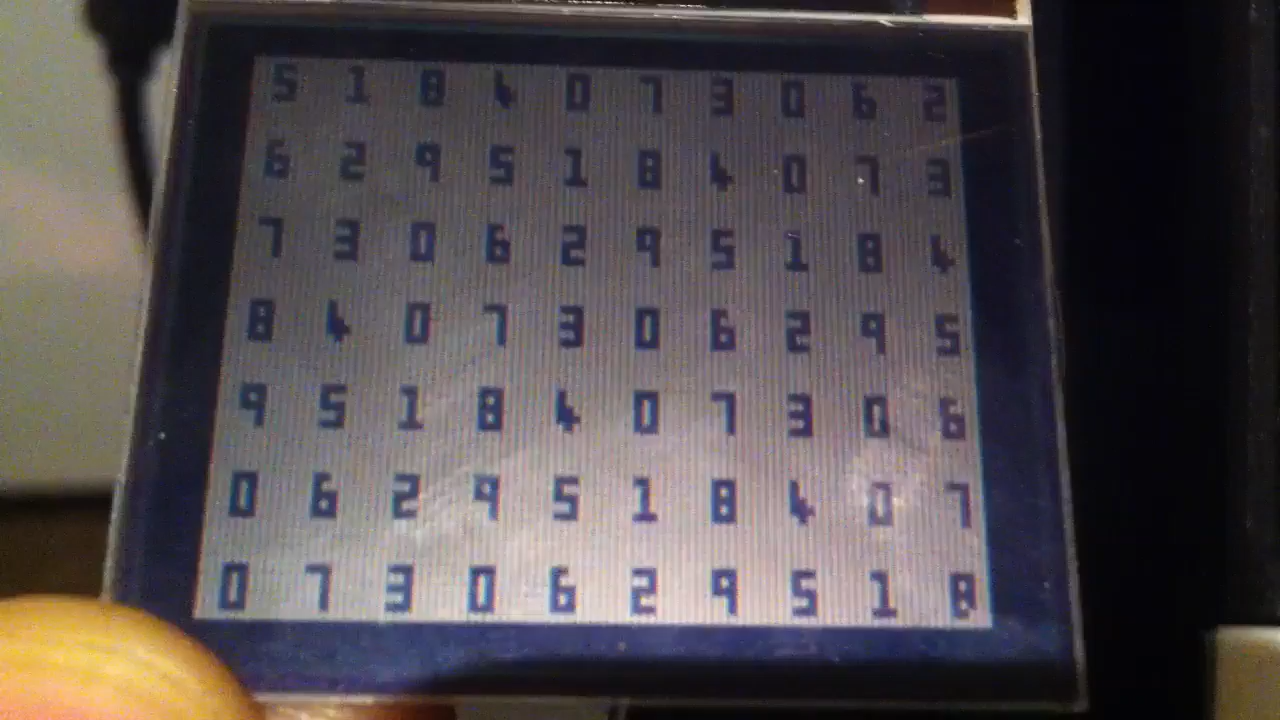 5 1 8 4 0 7 3 0 6 2
6 2 9 5 1 8 4 0 7 3
7 3 0 6 2 9 5 1 8 4
8 4 0 7 3 0 6 2 9 5
9 5 1 8 4 0 7 3 0 6
0 6 2 9 5 1 8 4 0 7
0 7 3 0 6 2 9 5 1 8